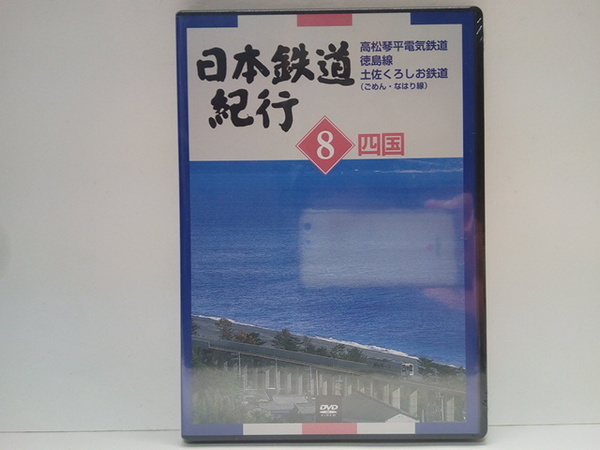 日本鉄道
紀行
高松琴平電気鉄道
徳島線
土佐くろしお鉄道
(ごめん・なはり線)
8 四国
DVD
VIDEO